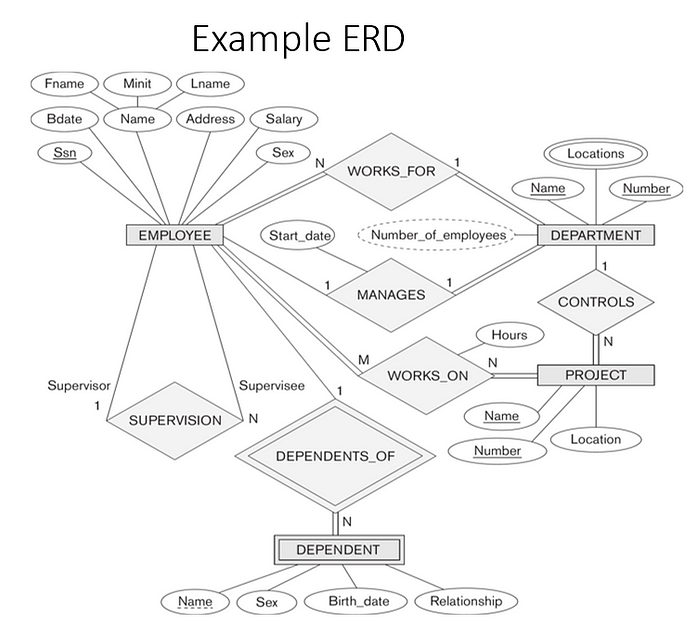 Example ERD
Fname
Minit
Lname
Bdate
Name
Address
Salary
Ssn
Sex
N
WORKS_FOR
1
Locations
Name
Number
EMPLOYEE
Start_date
Number_of_employees
DEPARTMENT
1
MANAGES
1
1
CONTROLS
N
Hours
M
WORKS_ON
N
PROJECT
Supervisor
1
SUPERVISION
Supervisee
N
1
Name
Number
Location
DEPENDENTS_OF
N
DEPENDENT
Name
Sex
Birth_date
Relationship